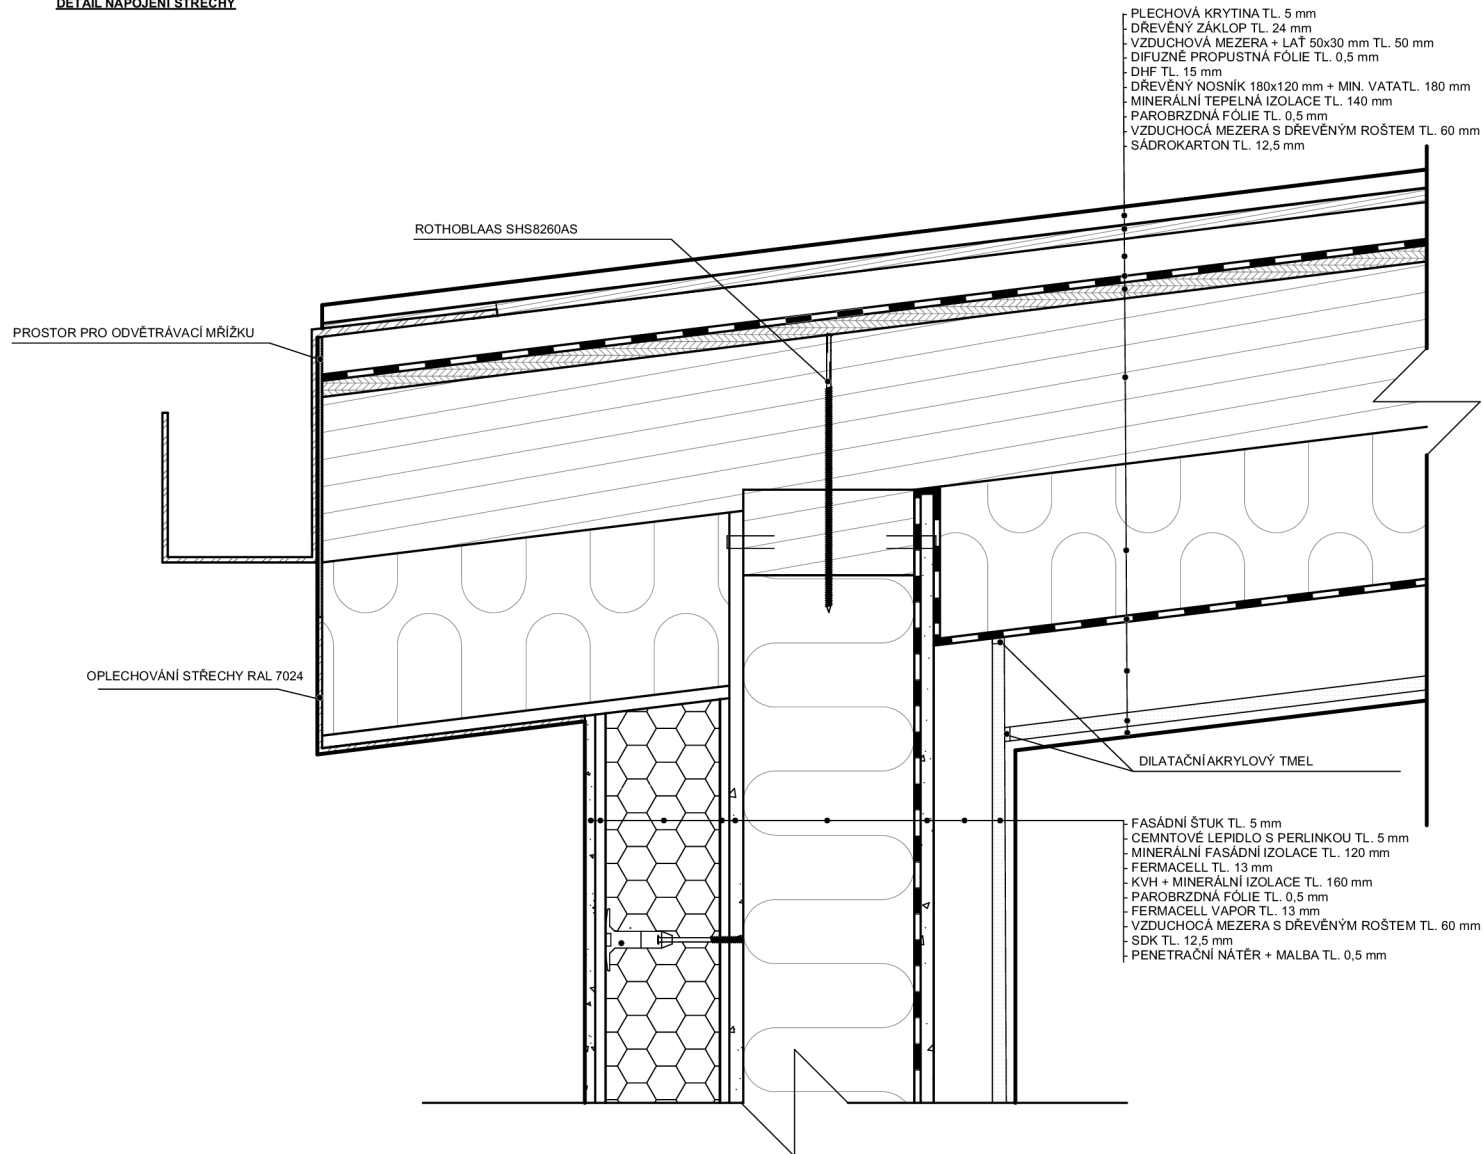 DETAIL NAPOJENÍ STŘECHY
PLECHOVÁ KRYTINA TL. 5 mm
DŘEVĚNÝ ZÁKLOP TL. 24 mm
VZDUCHOVÁ MEZERA + LAŤ 50x30 mm TL. 50 mm
DIFUZNĚ PROPUSTNÁ FÓLIE TL. 0,5 mm
DHF TL. 15 mm
DŘEVĚNÝ NOSNÍK 180x120 mm + MIN. VATATL. 180 mm
MINERÁLNÍ TEPELNÁ IZOLACE TL. 140 mm
PAROBRZDNÁ FÓLIE TL. 0,5 mm
VZDUCHOCÁ MEZERA S DŘEVĚNÝM ROŠTEM TL. 60 mm
SÁDROKARTON TL. 12,5 mm
ROTHOBLAAS SHS8260AS
PROSTOR PRO ODVĚTRÁVACÍ MŘÍŽKU
OPLECHOVÁNÍ STŘECHY RAL 7024
DILATAČNÍ AKRYLOVÝ TMEL
FASÁDNÍ ŠTUK TL. 5 mm
CEMNTOVÉ LEPIDLO S PERLINKOU TL. 5 mm
MINERÁLNÍ FASÁDNÍ IZOLACE TL. 120 mm
FERMACELL TL. 13 mm
KVH + MINERÁLNÍ IZOLACE TL. 160 mm
PAROBRZDNÁ FÓLIE TL. 0,5 mm
FERMACELL VAPOR TL. 13 mm
VZDUCHOCÁ MEZERA S DŘEVĚNÝM ROŠTEM TL. 60 mm
SDK TL. 12,5 mm
PENETRAČNÍ NÁTĚR + MALBA TL. 0,5 mm